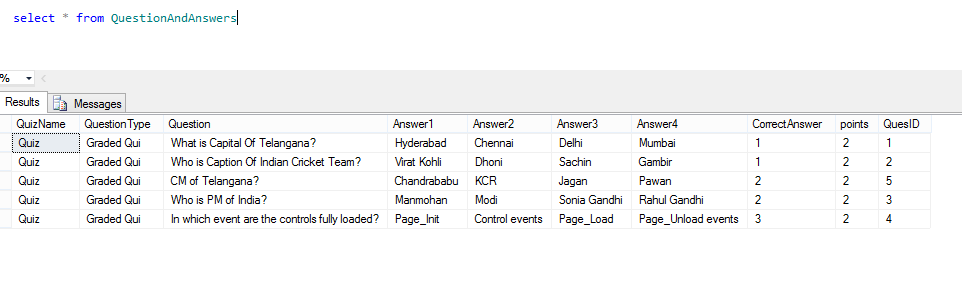 select * from QuestionAndAnswers
%
Results Messages
QuizName QuestionType Question Answer1 Answer2 Answer3 Answer4 CorrectAnswer points QuesID
Quiz Graded Qui What is Capital Of Telangana? Hyderabad Chennai Delhi Mumbai 1 2 1
Quiz Graded Qui Who is Caption Of Indian Cricket Team? Virat Kohli Dhoni Sachin Gambir 1 2 2
Quiz Graded Qui CM of Telangana? Chandrababu KCR Jagan Pawan 2 2 5
Quiz Graded Qui Who is PM of India? Manmohan Modi Sonia Gandhi Rahul Gandhi 2 2 3
Quiz Graded Qui In which event are the controls fully loaded? Page_Init Control events Page_Load Page_Unload events 3 2 4